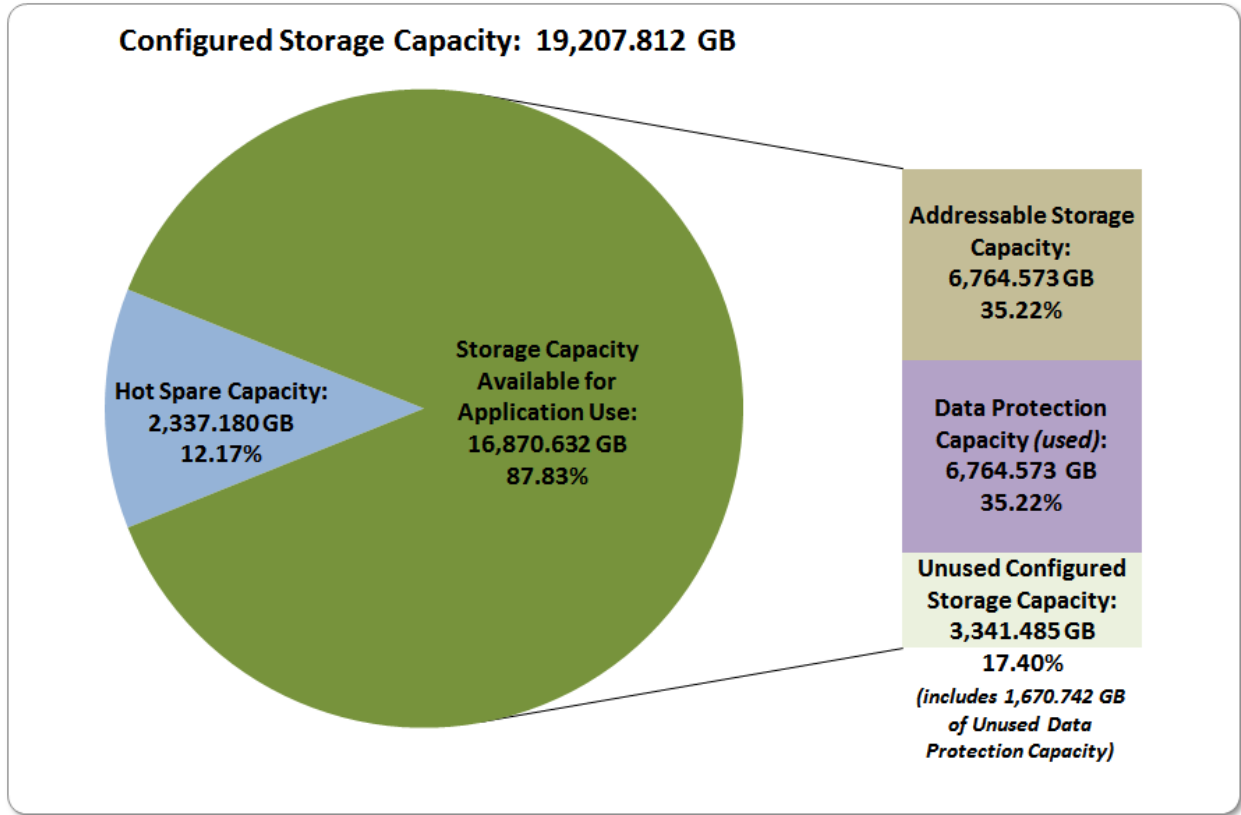 Configured Storage Capacity: 19,207.812 GB
Hot Spare Capacity:
2,337.180 GB
12.17%
Storage Capacity
Available for
Application Use:
16,870.632 GB
87.83%
Addressable Storage
Capacity:
6,764.573 GB
35.22%
Data Protection
Capacity (used):
6,764.573 GB
35.22%
Unused Configured
Storage Capacity:
3,341.485 GB
17.40%
(includes 1,670.742 GB
of Unused Data
Protection Capacity)